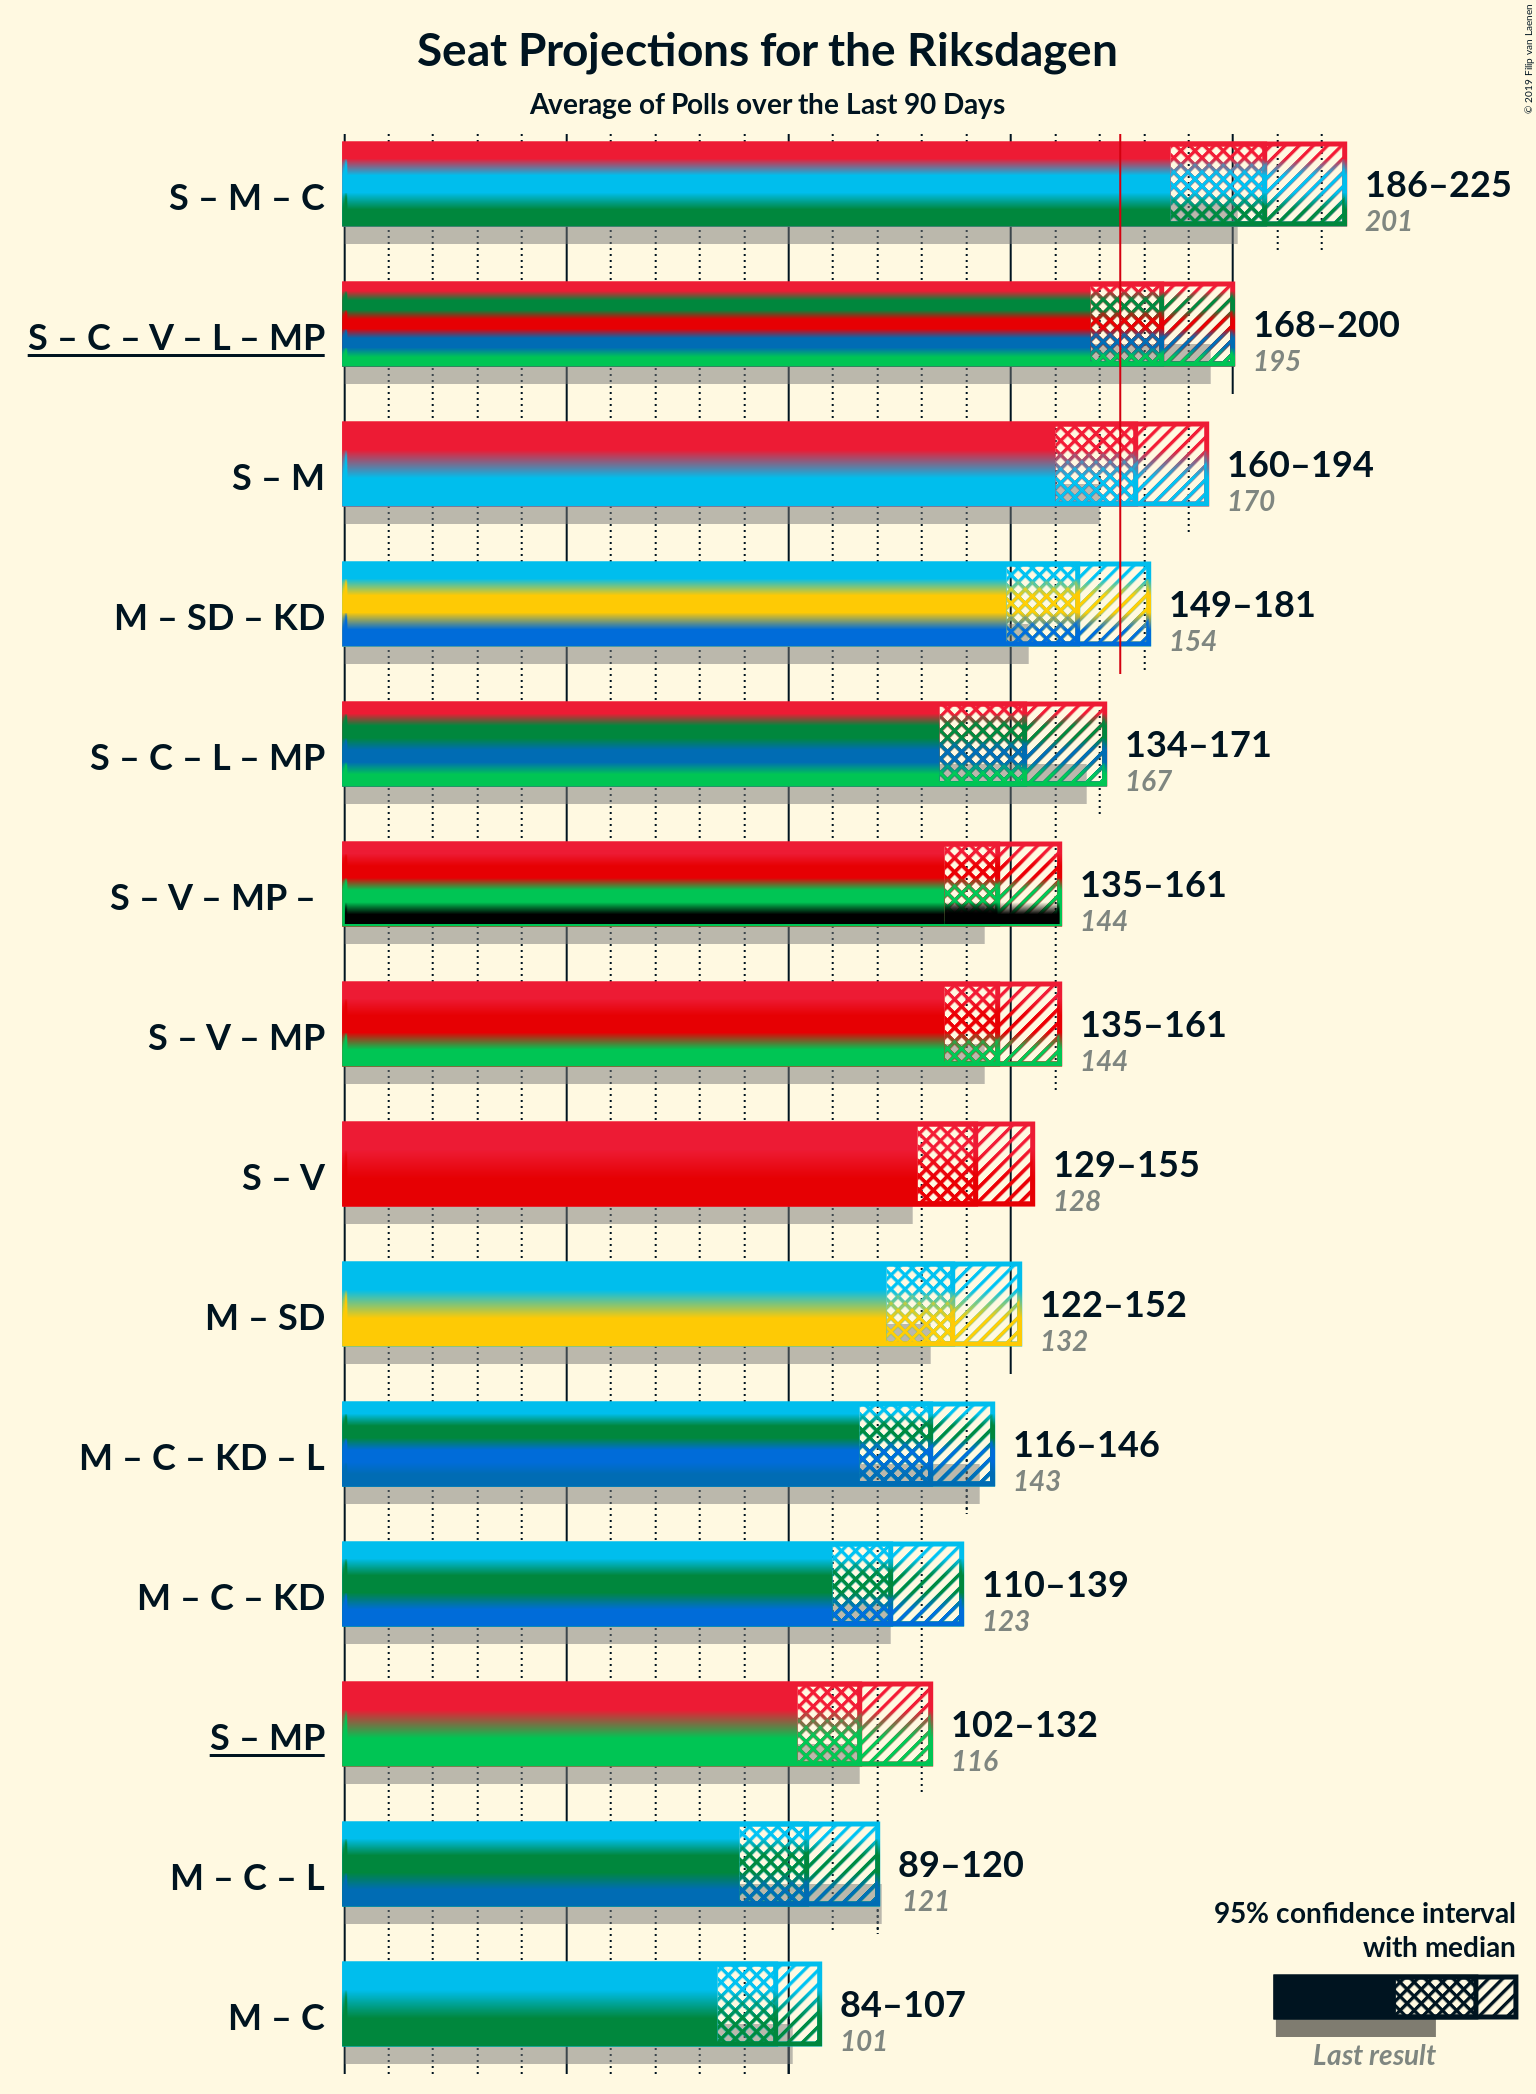 Seat Projections for the Riksdagen
Average of Polls over the Last 90 Days
© 2019 Filip van Laenen
S – M – C
186–225
201
S – C – V – L – MP
168–200
195
S – M
160–194
170
M – SD – KD
149–181
154
S – C – L – MP
134–171
167
S – V – MP –
135–161
144
S – V – MP
135–161
144
S – V
129–155
128
M – SD
122–152
132
M – C – KD – L
116–146
143
M – C – KD
110–139
123
S – MP
102–132
116
M – C – L
89–120
121
M – C
84–107
101
95% confidence interval
with median
Last result